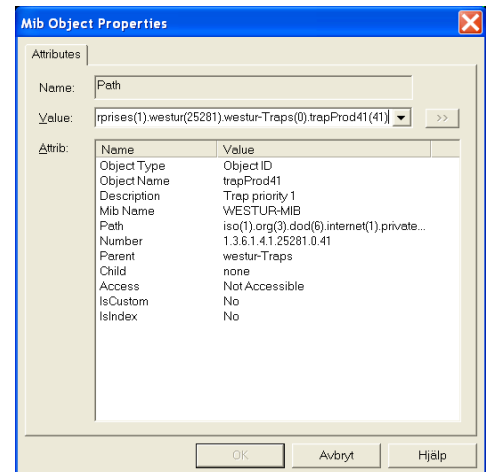 Mib Object Properties
Attributes
Name: Path
Value: rprises(1).westur(25281).westur-Traps(0).trapProd41(41) >>
Attrib: Name Value
Object Type Object ID
Object Name trapProd41
Description Trap priority 1
Mib Name WESTUR-MIB
Path iso(1).org(3).dod(6).internet(1).private...
Number 1.3.6.1.4.1.25281.0.41
Parent westur-Traps
Child none
Access Not Accessible
IsCustom No
IsIndex No
OK Avbryt Hjälp